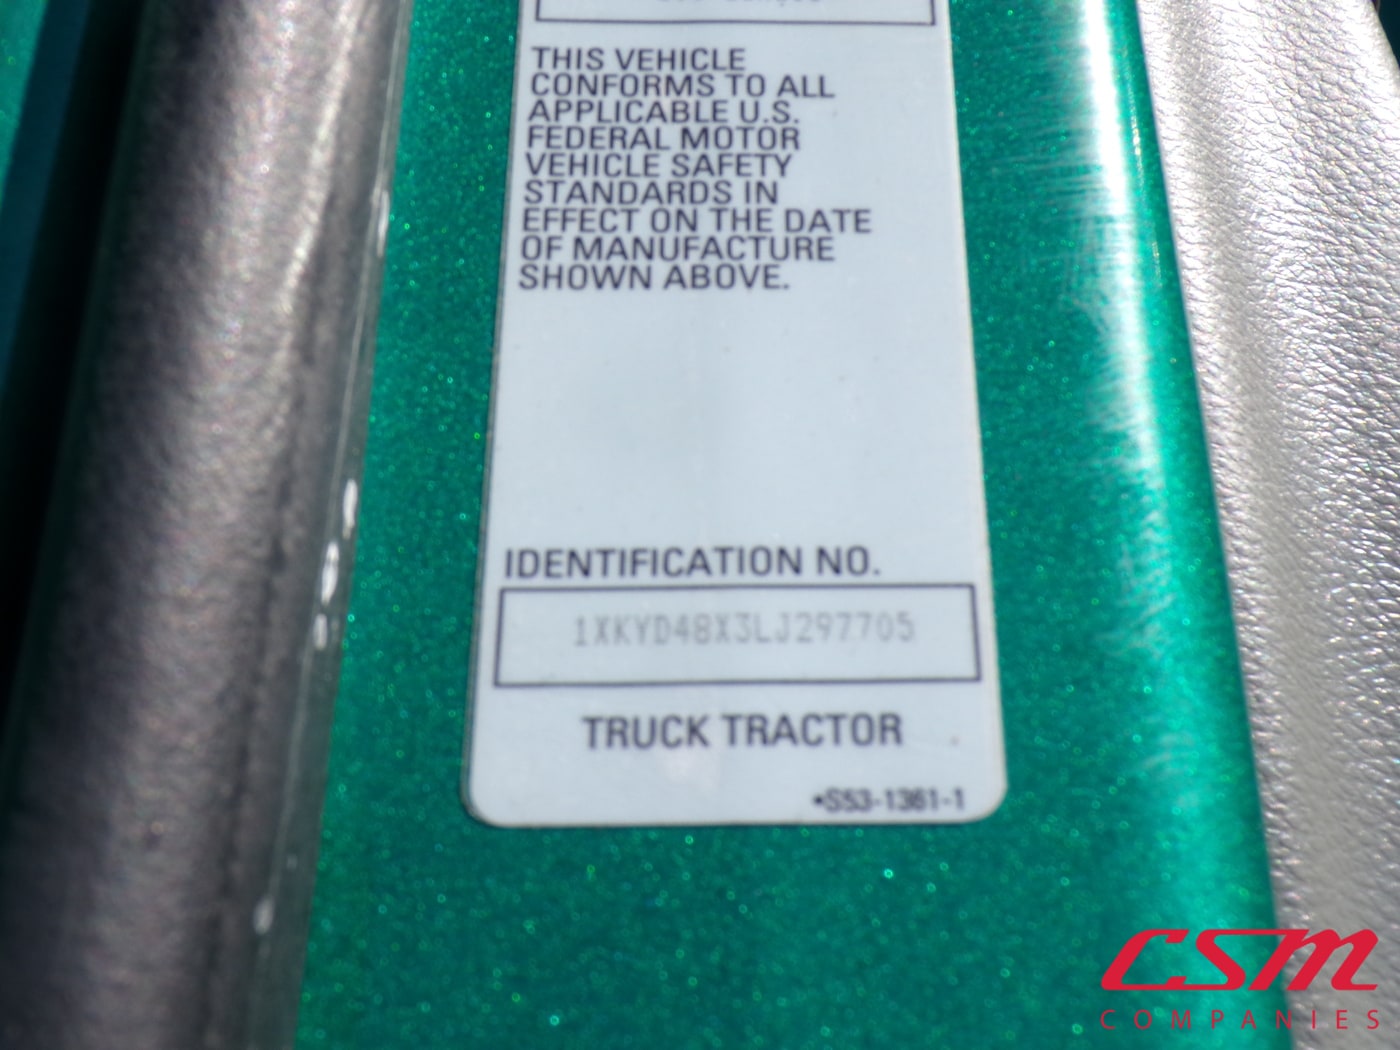 THIS VEHICLE
CONFORMS TO ALL
APPLICABLE U.S.
FEDERAL MOTOR
VEHICLE SAFETY
STANDARDS IN
EFFECT ON THE DATE
OF MANUFACTURE
SHOWN ABOVE.
IDENTIFICATION NO.
1XKYD48X3LJ297705
TRUCK TRACTOR
•S53-1361-1
CSM
COMPANIES